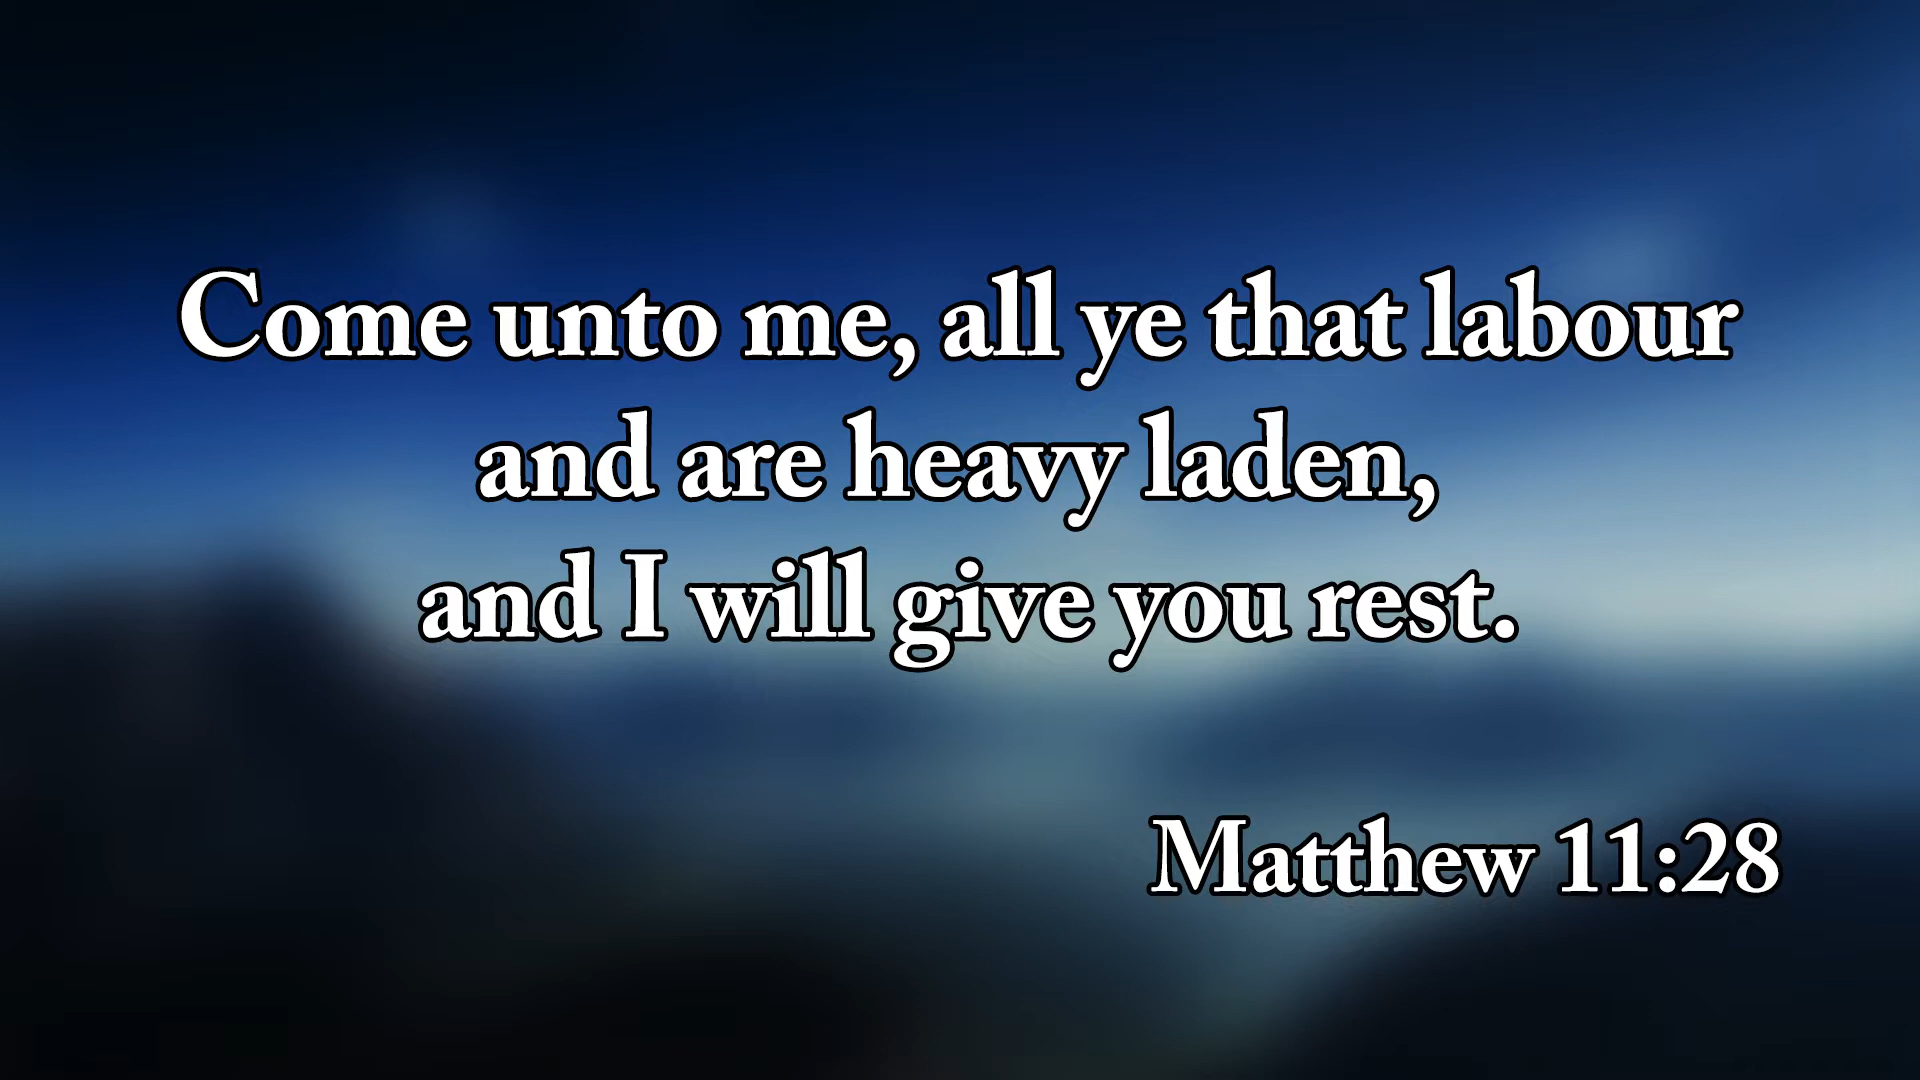 Come unto me, all ye that labour
and are heavy laden,
and I will give you rest.
Matthew 11:28